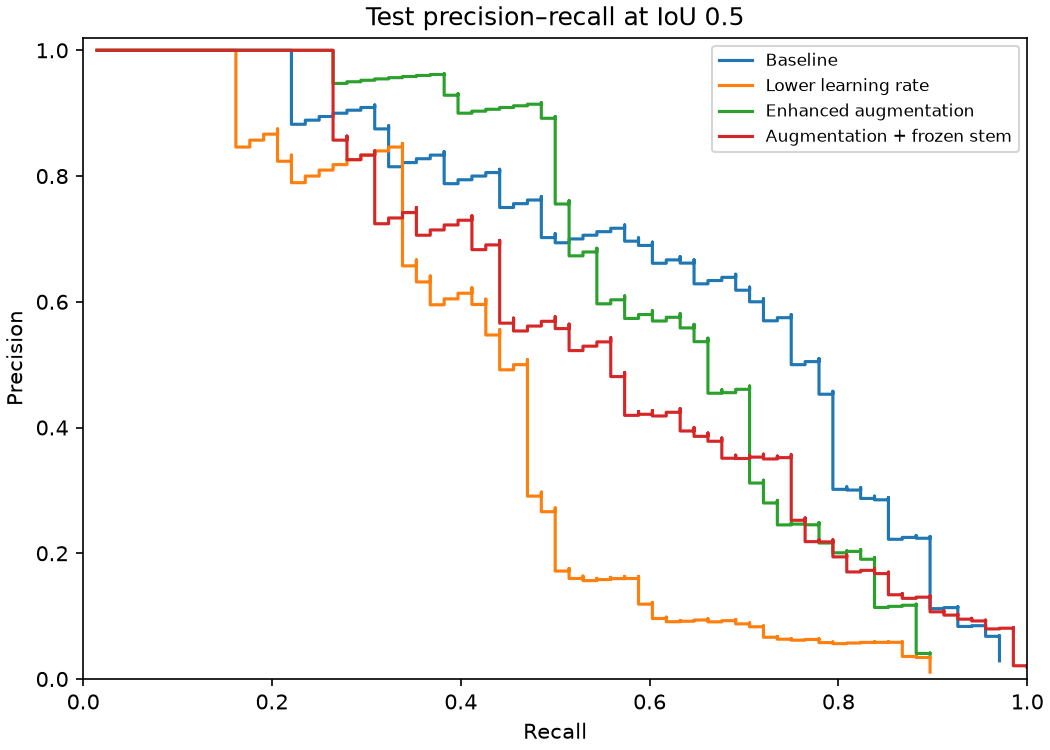 Test precision–recall at IoU 0.5
Baseline
Lower learning rate
Enhanced augmentation
Augmentation + frozen stem
Precision
1.0
0.8
0.6
0.4
0.2
0.0
0.0 0.2 0.4 0.6 0.8 1.0
Recall